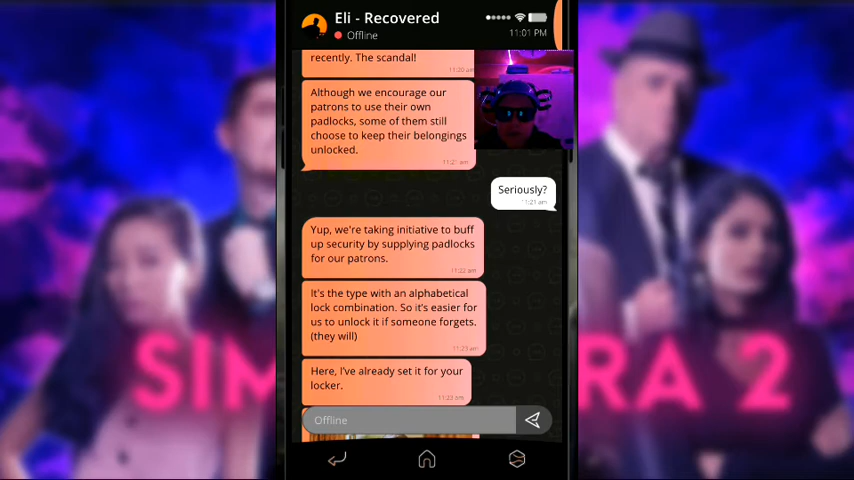 Eli - Recovered
11:01 PM
Offline
recently. The scandal!
11:20 am
Although we encourage our
patrons to use their own
padlocks, some of them still
choose to keep their belongings
unlocked.
11:21 am
Seriously?
11:21 am
Yup, we're taking initiative to buff
up security by supplying padlocks
for our patrons.
11:22 am
It's the type with an alphabetical
lock combination. So it's easier for
us to unlock it if someone forgets.
(they will)
11:23 am
Here, I've already set it for your
locker.
11:23 am
Offline
SIM
RA 2